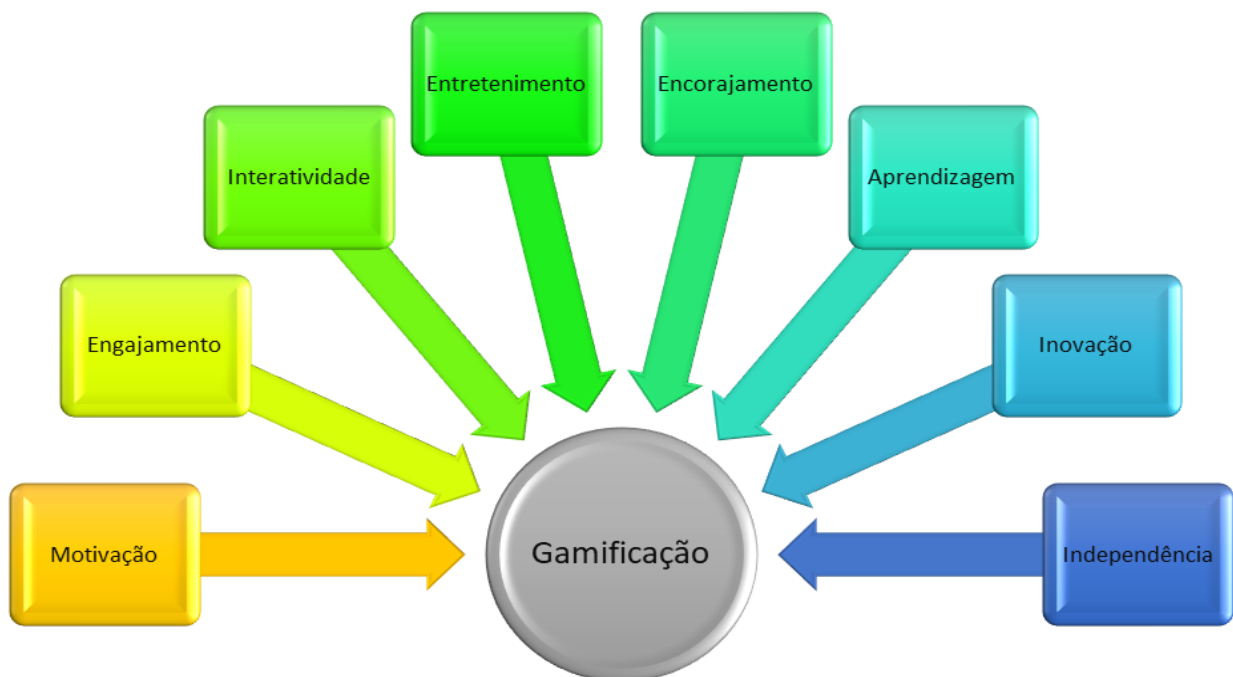 Entretenimento
Encorajamento
Interatividade
Aprendizagem
Engajamento
Inovação
Motivação
Gamificação
Independência